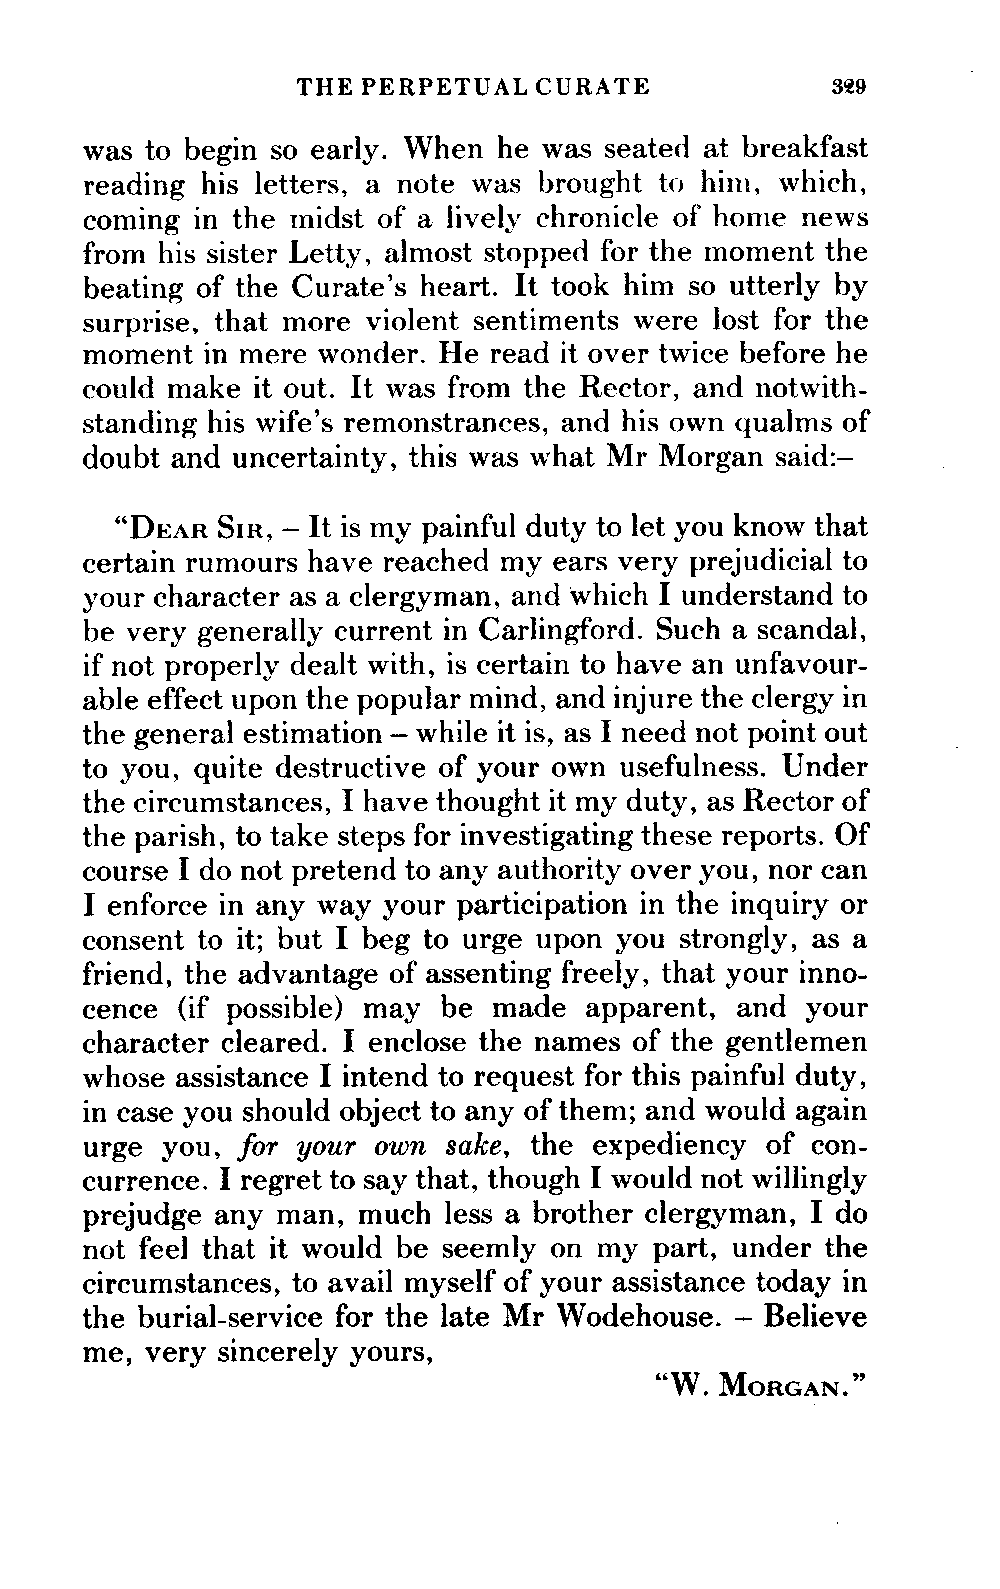 THE PERPETUAL CURATE 329
was to begin so early. When he was seated at breakfast
reading his letters, a note was brought to him, which,
coming in the midst of a lively chronicle of home news
from his sister Letty, almost stopped for the moment the
beating of the Curate's heart. It took him so utterly by
surprise, that more violent sentiments were lost for the
moment in mere wonder. He read it over twice before he
could make it out. It was from the Rector, and notwith-
standing his wife's remonstrances, and his own qualms of
doubt and uncertainty, this was what Mr Morgan said:–
“DEAR SIR, – It is my painful duty to let you know that
certain rumours have reached my ears very prejudicial to
your character as a clergyman, and which I understand to
be very generally current in Carlingford. Such a scandal,
if not properly dealt with, is certain to have an unfavour-
able effect upon the popular mind, and injure the clergy in
the general estimation – while it is, as I need not point out
to you, quite destructive of your own usefulness. Under
the circumstances, I have thought it my duty, as Rector of
the parish, to take steps for investigating these reports. Of
course I do not pretend to any authority over you, nor can
I enforce in any way your participation in the inquiry or
consent to it; but I beg to urge upon you strongly, as a
friend, the advantage of assenting freely, that your inno-
cence (if possible) may be made apparent, and your
character cleared. I enclose the names of the gentlemen
whose assistance I intend to request for this painful duty,
in case you should object to any of them; and would again
urge you, for your own sake, the expediency of con-
currence. I regret to say that, though I would not willingly
prejudge any man, much less a brother clergyman, I do
not feel that it would be seemly on my part, under the
circumstances, to avail myself of your assistance today in
the burial-service for the late Mr Wodehouse. – Believe
me, very sincerely yours,
“W. MORGAN.”